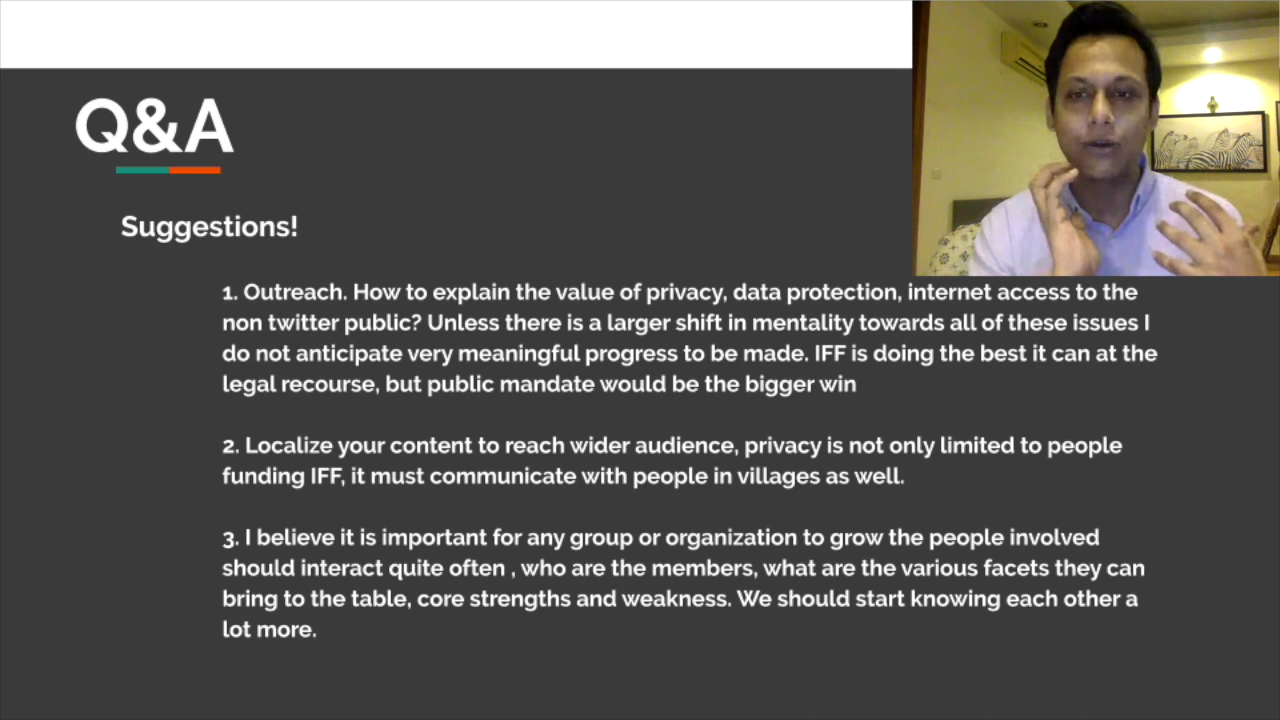 Q&A
Suggestions!
1. Outreach. How to explain the value of privacy, data protection, internet access to the
non twitter public? Unless there is a larger shift in mentality towards all of these issues I
do not anticipate very meaningful progress to be made. IFF is doing the best it can at the
legal recourse, but public mandate would be the bigger win
2. Localize your content to reach wider audience, privacy is not only limited to people
funding IFF, it must communicate with people in villages as well.
3. I believe it is important for any group or organization to grow the people involved
should interact quite often , who are the members, what are the various facets they can
bring to the table, core strengths and weakness. We should start knowing each other a
lot more.